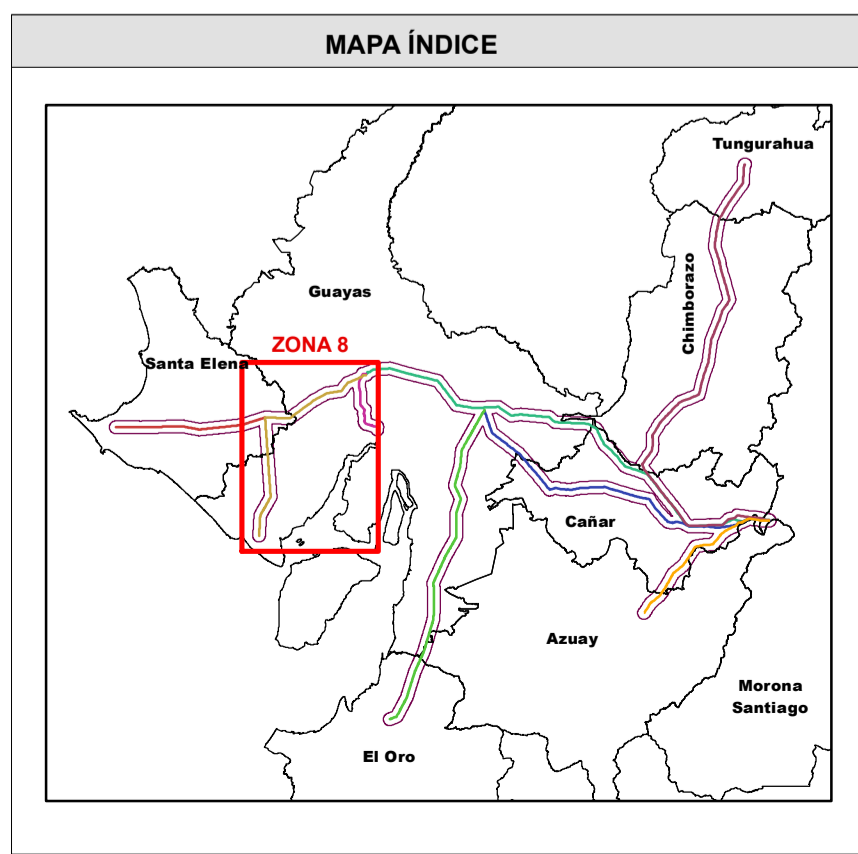 MAPA ÍNDICE
Tungurahua
Chimborazo
Guayas
ZONA 8
Santa Elena
Cañar
Azuay
Morona
Santiago
El Oro